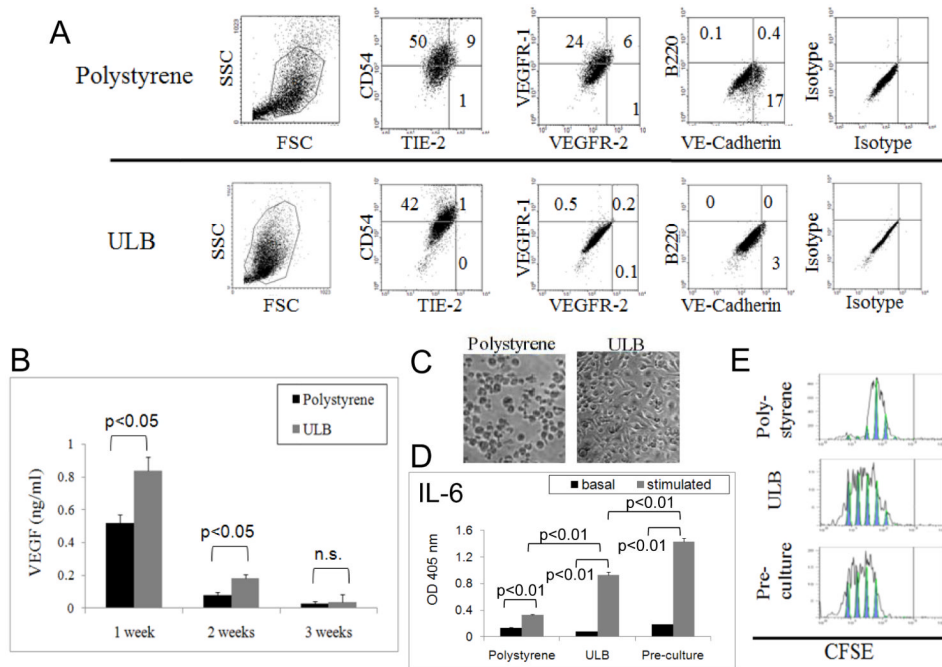 A
Polystyrene
SSC
FSC
1023
50 9
1
CD54
TIE-2
24 6
1
VEGFR-1
VEGFR-2
0.1 0.4
17
B220
VE-Cadherin
Isotype
Isotype
ULB
SSC
FSC
1023
42 1
0
CD54
TIE-2
0.5 0.2
0.1
VEGFR-1
VEGFR-2
0 0
3
B220
VE-Cadherin
Isotype
Isotype
B
Polystyrene
ULB
VEGF (ng/ml)
1
0.8
0.6
0.4
0.2
0
p<0.05
p<0.05
n.s.
1 week 2 weeks 3 weeks
C
Polystyrene ULB
D
IL-6
basal stimulated
OD 405 nm
1.6
1.2
0.8
0.4
0
p<0.01
p<0.01
p<0.01
p<0.01
p<0.01
Polystyrene ULB Pre-culture
E
Poly-
styrene
ULB
Pre-
culture
CFSE